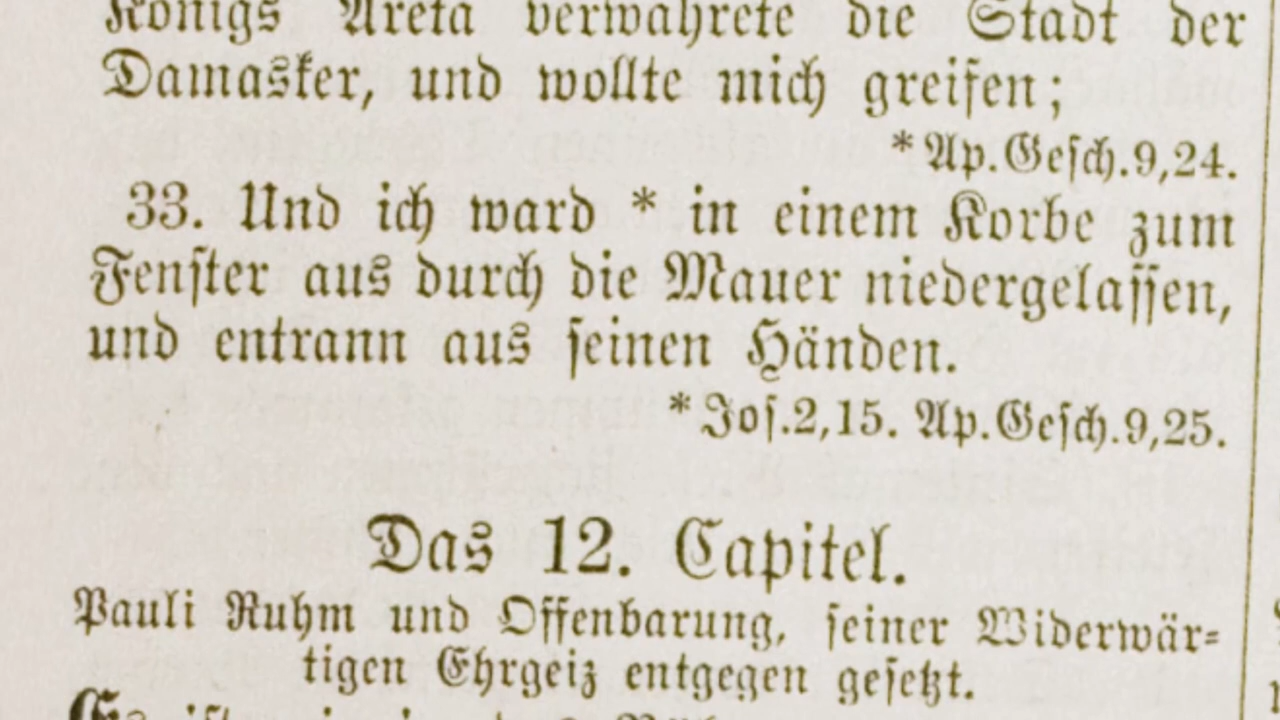 Königs Areta verwahrete die Stadt der
Damasker, und wollte mich greifen;
* Ap.Gesch.9,24.
33. Und ich ward * in einem Korbe zum
Fenster aus durch die Mauer niedergelassen,
und entrann aus seinen Händen.
* Jos.2,15. Ap.Gesch.9,25.
Das 12. Capitel.
Pauli Ruhm und Offenbarung, seiner Widerwär-
tigen Ehrgeiz entgegen gesetzt.